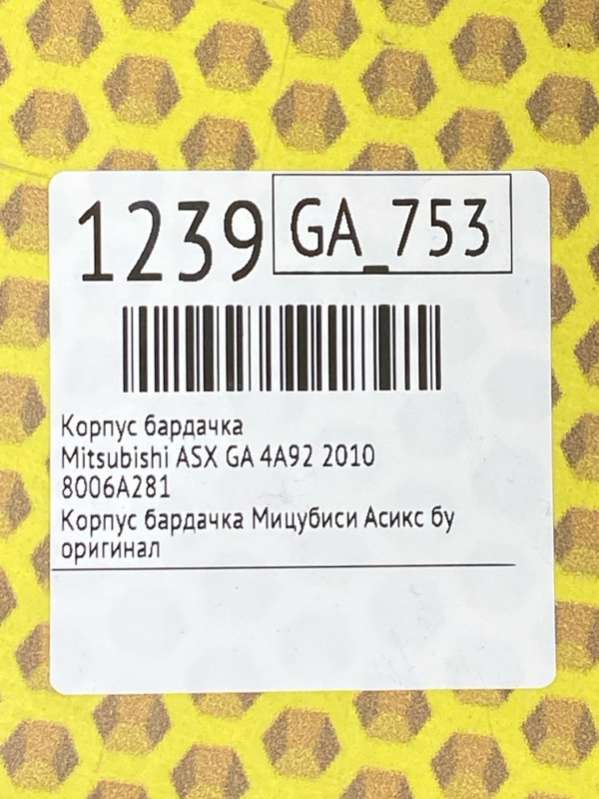 1239 GA_753
Корпус бардачка
Mitsubishi ASX GA 4A92 2010
8006A281
Корпус бардачка Мицубиси Асикс бу
оригинал